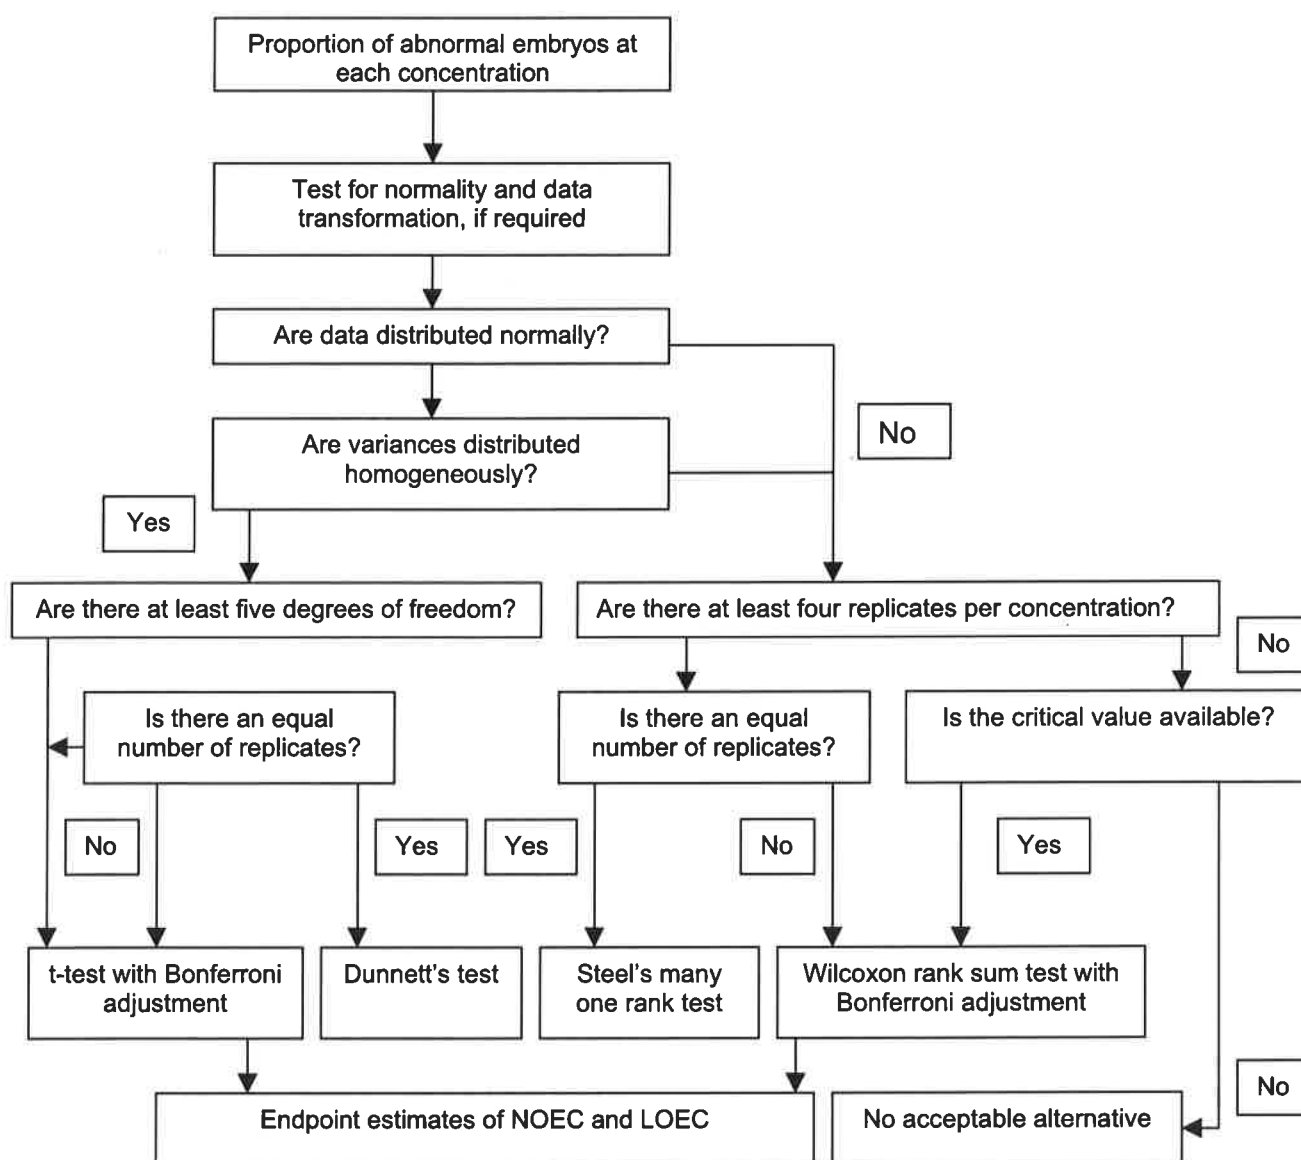 Proportion of abnormal embryos at
each concentration
Test for normality and data
transformation, if required
Are data distributed normally?
Are variances distributed
homogeneously?
No
Yes
Are there at least five degrees of freedom?
Are there at least four replicates per concentration?
No
Is there an equal
number of replicates?
Is there an equal
number of replicates?
Is the critical value available?
No
Yes
Yes
No
Yes
t-test with Bonferroni
adjustment
Dunnett's test
Steel's many
one rank test
Wilcoxon rank sum test with
Bonferroni adjustment
No
Endpoint estimates of NOEC and LOEC
No acceptable alternative